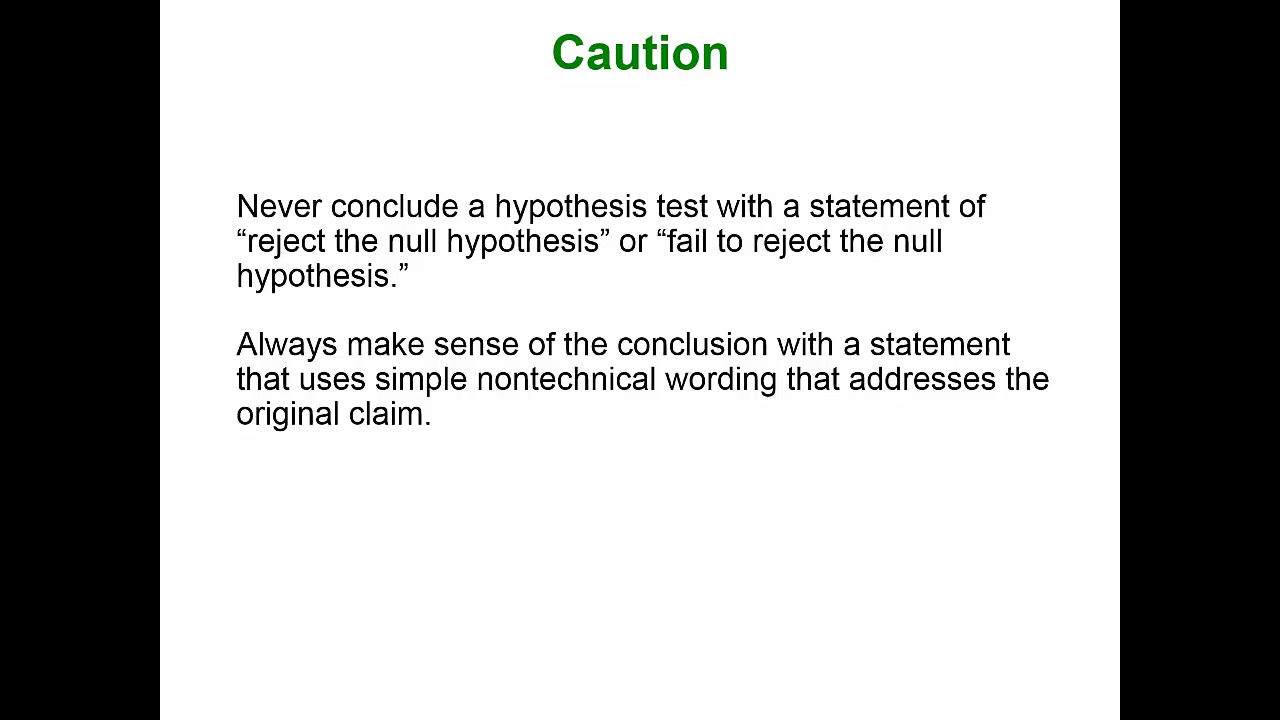 Caution
Never conclude a hypothesis test with a statement of
“reject the null hypothesis” or “fail to reject the null
hypothesis.”
Always make sense of the conclusion with a statement
that uses simple nontechnical wording that addresses the
original claim.